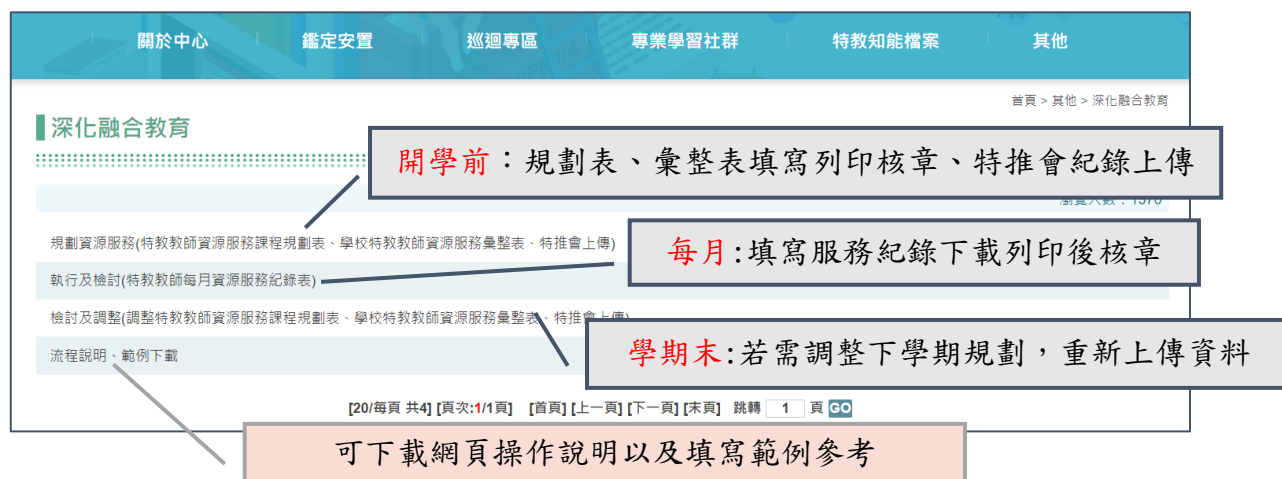 關於中心 鑑定安置 巡迴專區 專業學習社群 特教知能檔案 其他
首頁 > 其他 > 深化融合教育
深化融合教育
開學前：規劃表、彙整表填寫列印核章、特推會紀錄上傳
瀏覽人數：1370
規劃資源服務(特教教師資源服務課程規劃表、學校特教教師資源服務彙整表、特推會上傳)
每月:填寫服務紀錄下載列印後核章
執行及檢討(特教教師每月資源服務紀錄表)
檢討及調整(調整特教教師資源服務課程規劃表、學校特教教師資源服務彙整表、特推會上傳)
學期末:若需調整下學期規劃，重新上傳資料
流程說明、範例下載
[20/每頁 共4] [頁次:1/1頁] [首頁] [上一頁] [下一頁] [末頁] 跳轉 1 頁 GO
可下載網頁操作說明以及填寫範例參考